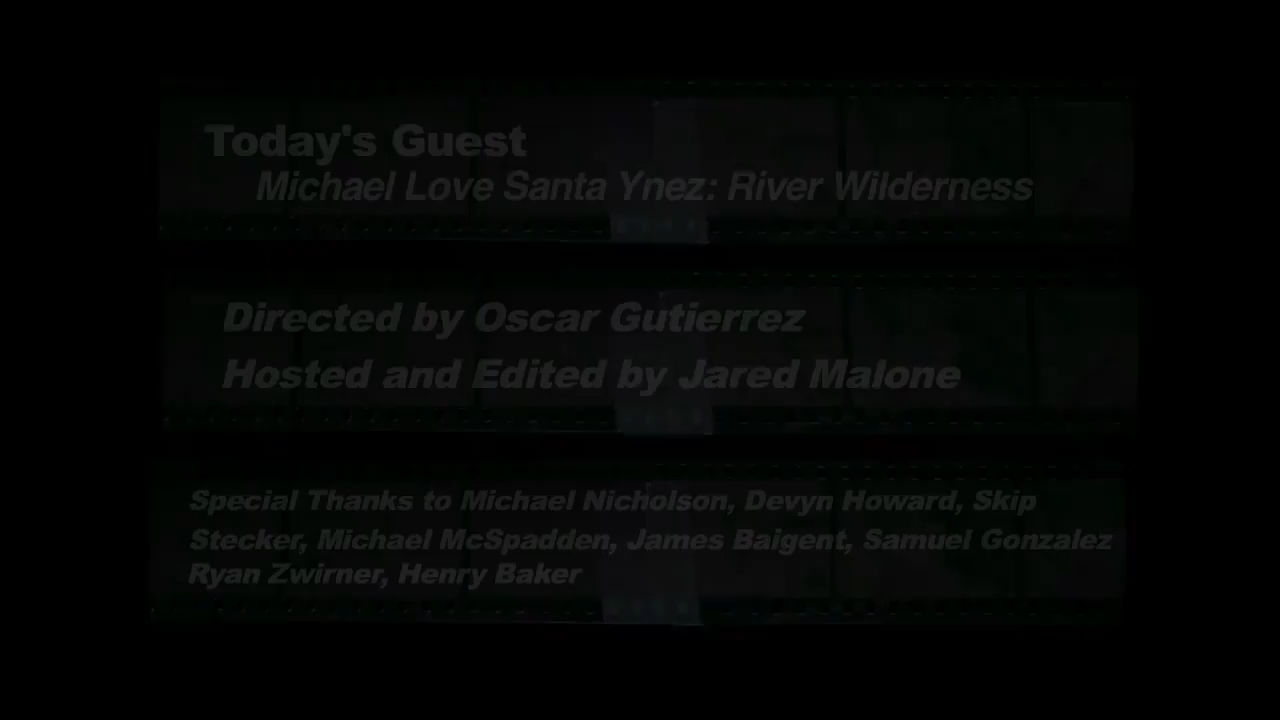 Today's Guest
Michael Love Santa Ynez: River Wilderness
Directed by Oscar Gutierrez
Hosted and Edited by Jared Malone
Special Thanks to Michael Nicholson, Devyn Howard, Skip
Stecker, Michael McSpadden, James Baigent, Samuel Gonzalez
Ryan Zwirner, Henry Baker